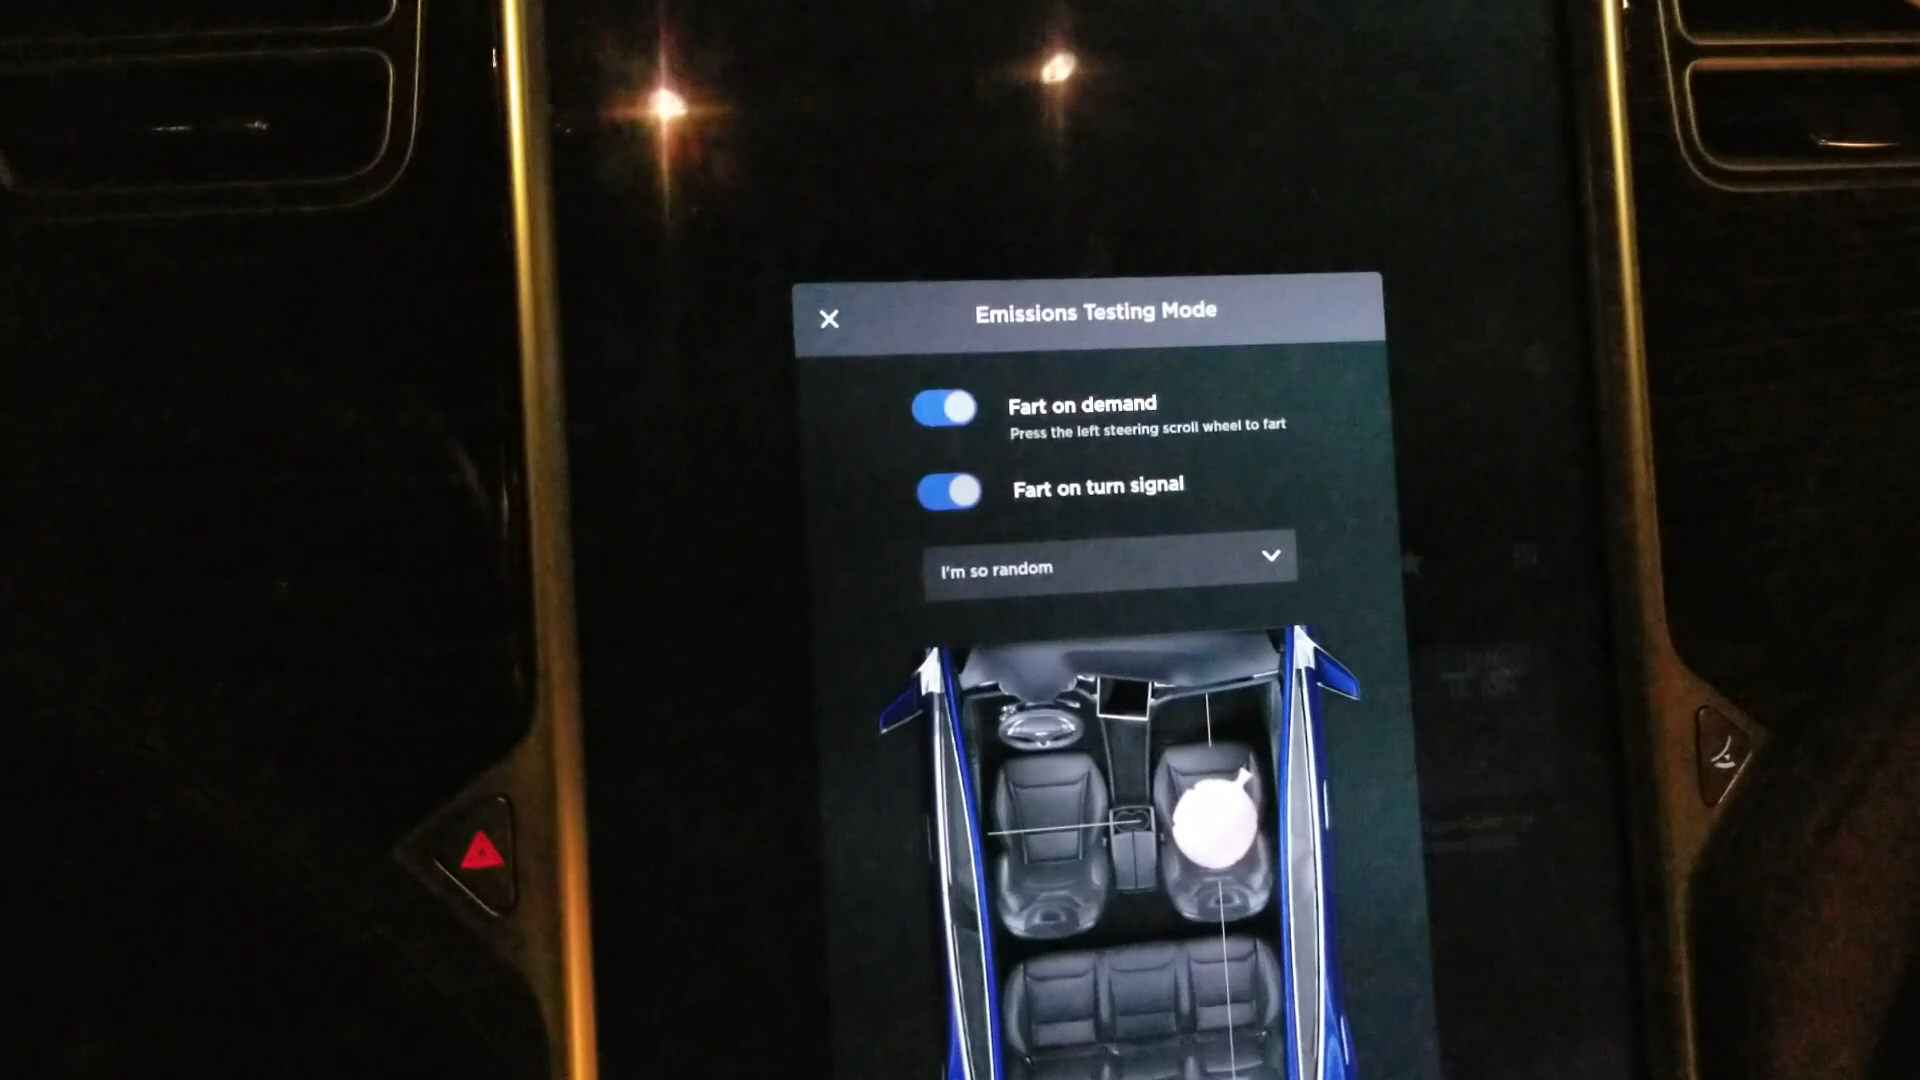 Emissions Testing Mode
Fart on demand
Press the left steering scroll wheel to fart
Fart on turn signal
I'm so random